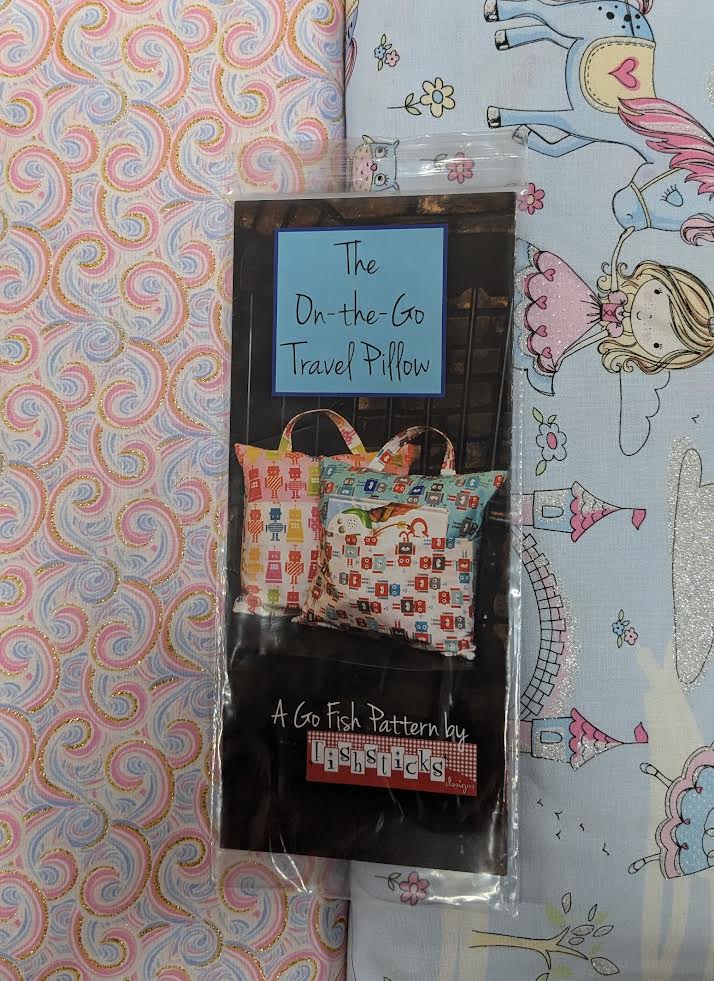 The
On-the-Go
Travel Pillow
A Go Fish Pattern by
fishsticks
designs